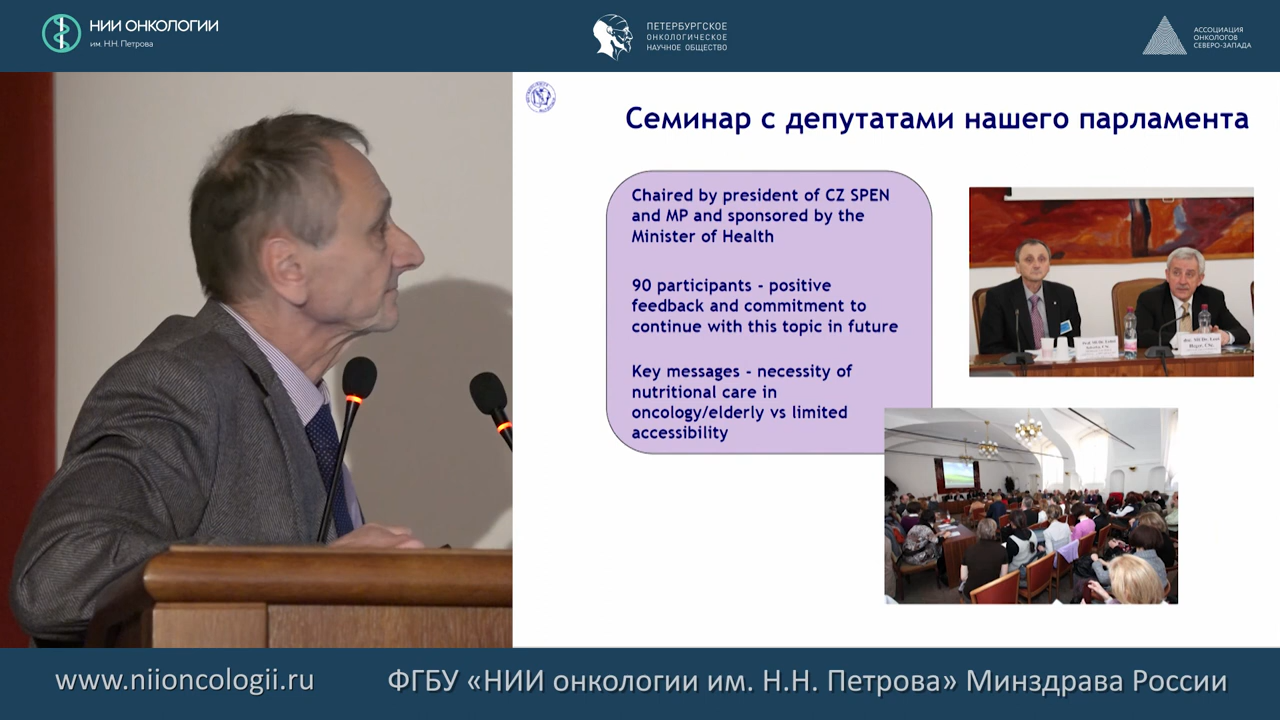 НИИ ОНКОЛОГИИ
им. Н.Н. Петрова
ПЕТЕРБУРГСКОЕ
ОНКОЛОГИЧЕСКОЕ
НАУЧНОЕ ОБЩЕСТВО
АССОЦИАЦИЯ
ОНКОЛОГОВ
СЕВЕРО-ЗАПАДА
Семинар с депутатами нашего парламента
Chaired by president of CZ SPEN
and MP and sponsored by the
Minister of Health
90 participants - positive
feedback and commitment to
continue with this topic in future
Key messages - necessity of
nutritional care in
oncology/elderly vs limited
accessibility
www.niioncologii.ru
ФГБУ «НИИ онкологии им. Н.Н. Петрова» Минздрава России